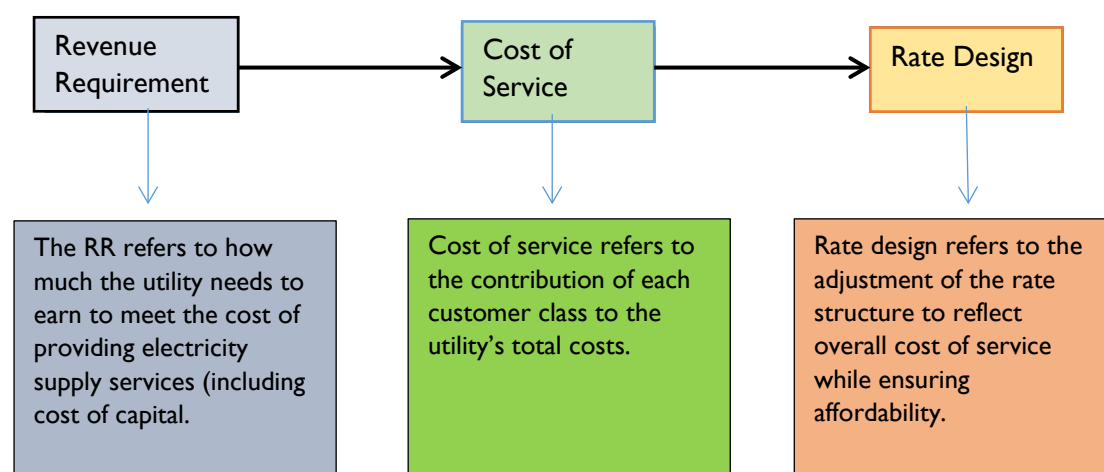 Revenue
Requirement
Cost of
Service
Rate Design
The RR refers to how
much the utility needs to
earn to meet the cost of
providing electricity
supply services (including
cost of capital.
Cost of service refers to
the contribution of each
customer class to the
utility’s total costs.
Rate design refers to the
adjustment of the rate
structure to reflect
overall cost of service
while ensuring
affordability.